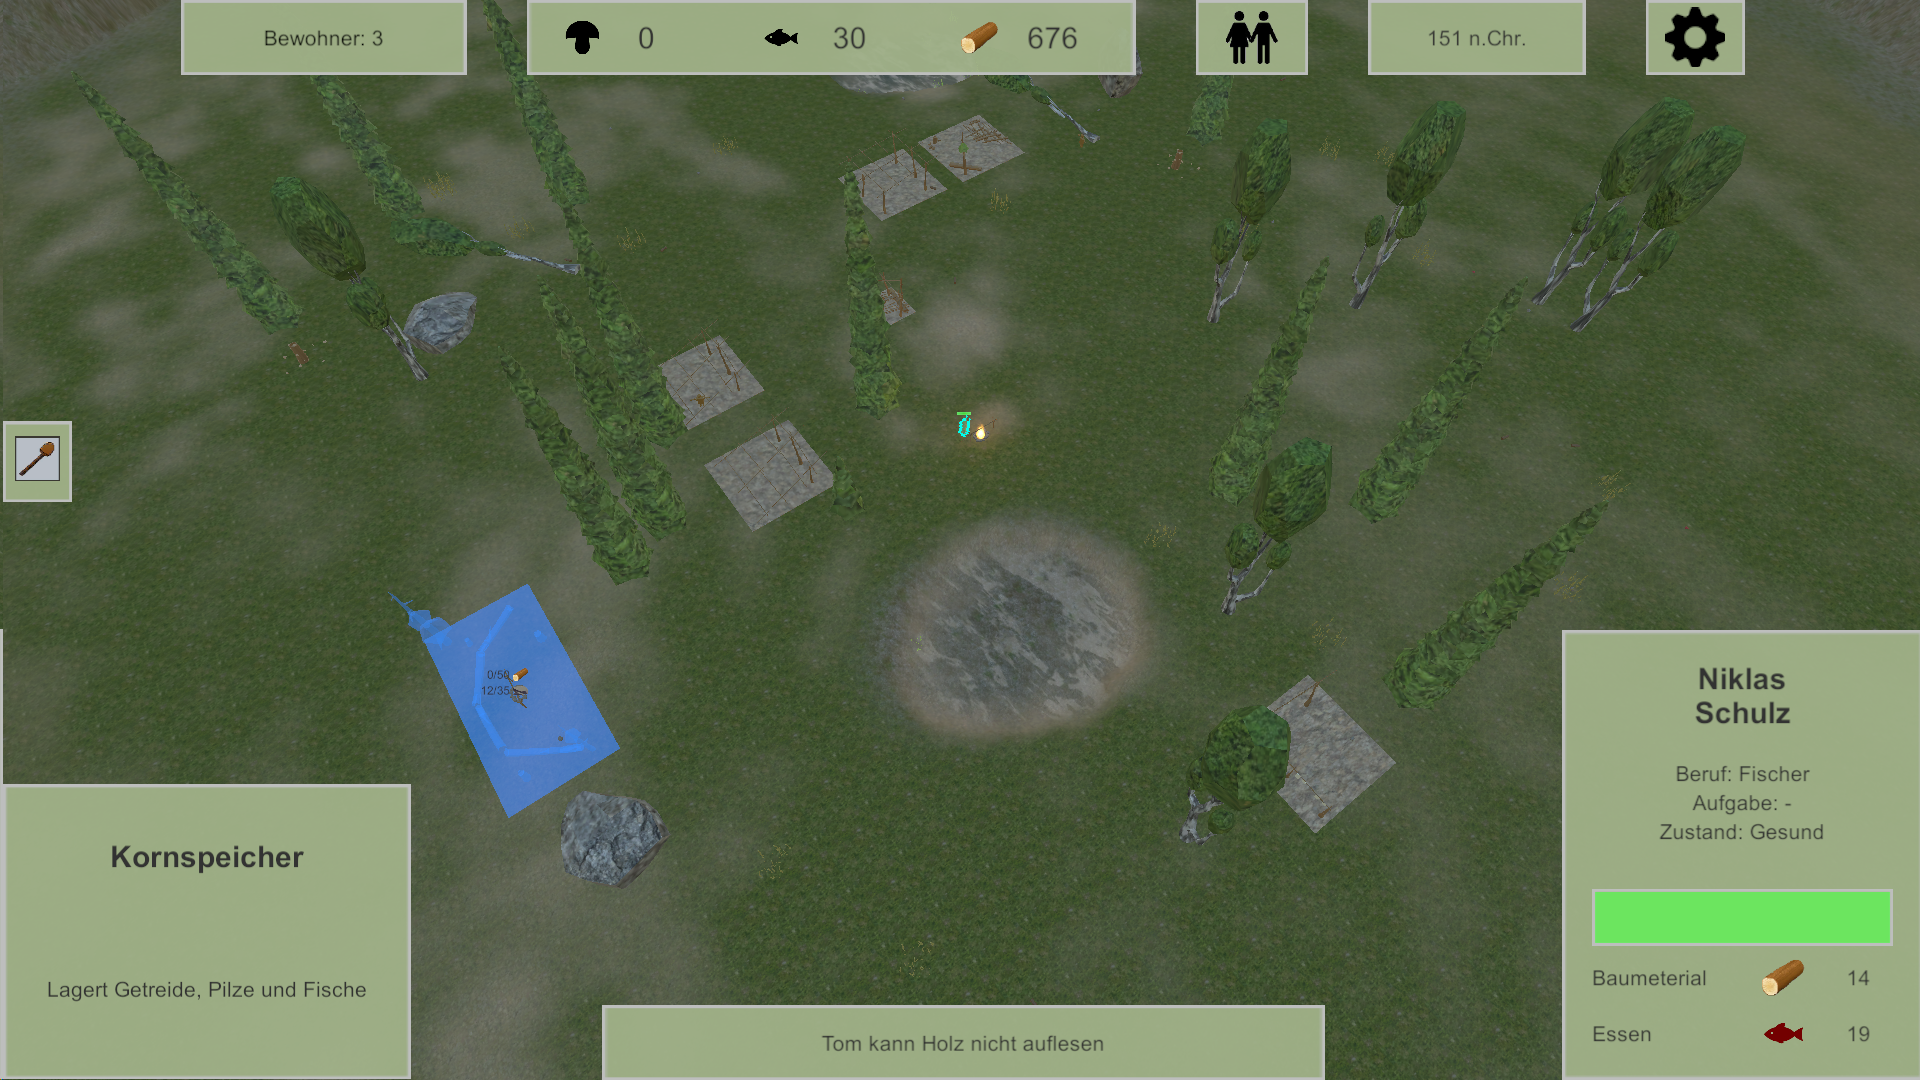 Bewohner: 3
0
30
676
151 n.Chr.
0/50
12/35
Niklas
Schulz
Beruf: Fischer
Aufgabe: -
Zustand: Gesund
Baumeterial 14
Essen 19
Kornspeicher
Lagert Getreide, Pilze und Fische
Tom kann Holz nicht auflesen